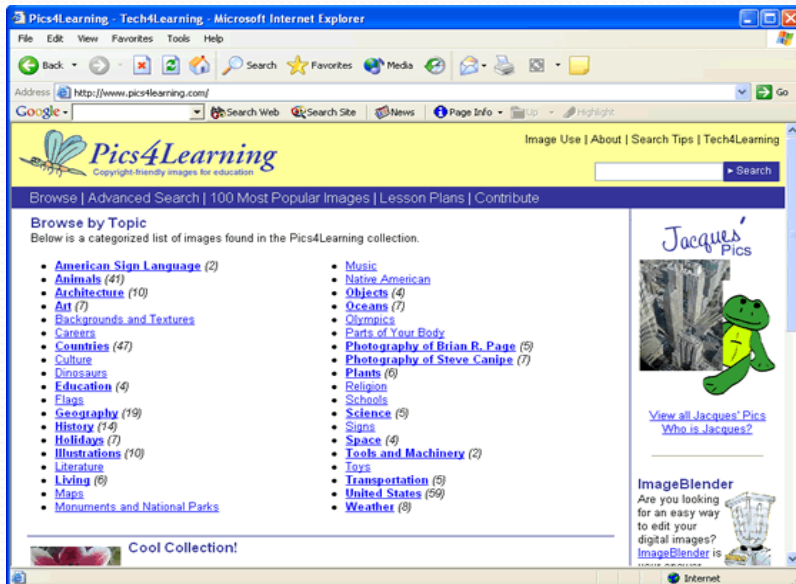 Pics4Learning - Tech4Learning - Microsoft Internet Explorer
File Edit View Favorites Tools Help
Back Search Favorites Media
Address http://www.pics4learning.com/ Go
Google Search Web Search Site News Page Info Up Highlight
Pics4Learning
Copyright-friendly images for education
Image Use | About | Search Tips | Tech4Learning
Search
Browse | Advanced Search | 100 Most Popular Images | Lesson Plans | Contribute
Browse by Topic
Below is a categorized list of images found in the Pics4Learning collection.
American Sign Language (2)
Animals (41)
Architecture (10)
Art (7)
Backgrounds and Textures
Careers
Countries (47)
Culture
Dinosaurs
Education (4)
Flags
Geography (19)
History (14)
Holidays (7)
Illustrations (10)
Literature
Living (6)
Maps
Monuments and National Parks
Music
Native American
Objects (4)
Oceans (7)
Olympics
Parts of Your Body
Photography of Brian R. Page (5)
Photography of Steve Canipe (7)
Plants (6)
Religion
Schools
Science (5)
Signs
Space (4)
Tools and Machinery (2)
Toys
Transportation (5)
United States (59)
Weather (8)
Jacques'
Pics
View all Jacques' Pics
Who is Jacques?
ImageBlender
Are you looking
for an easy way
to edit your
digital images?
ImageBlender is
Cool Collection!
Internet